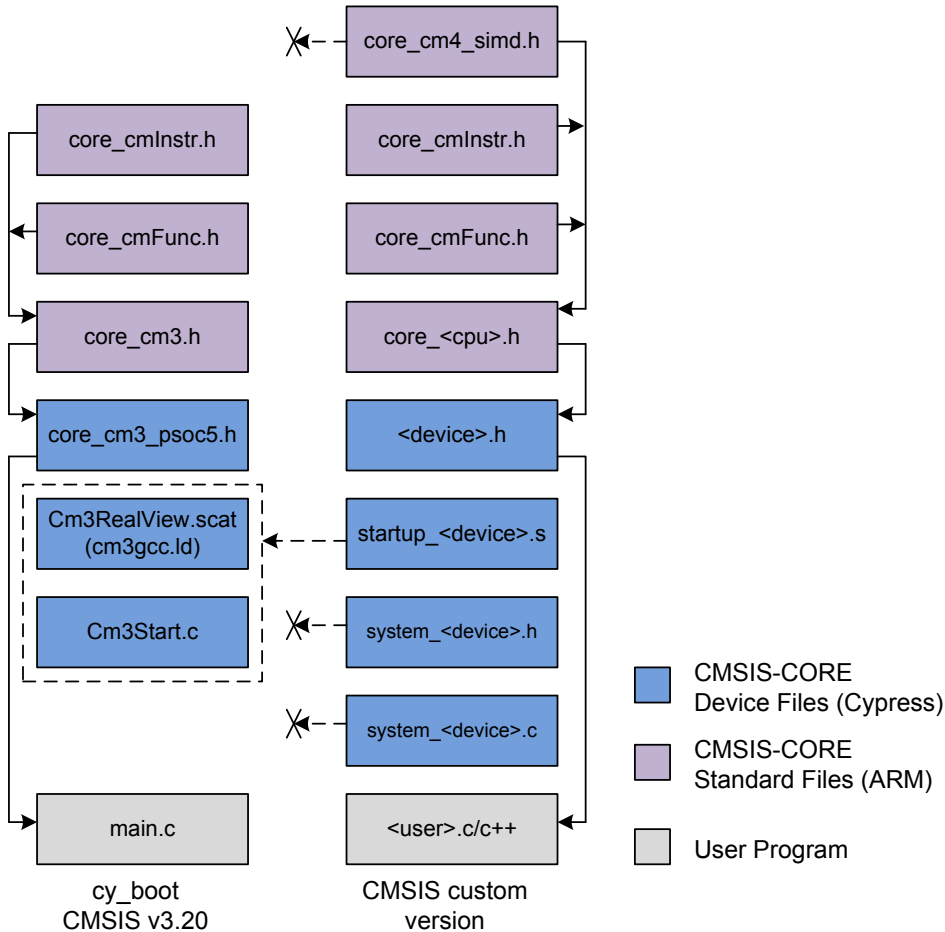 core_cm4_simd.h
core_cmInstr.h
core_cmInstr.h
core_cmFunc.h
core_cmFunc.h
core_cm3.h
core_<cpu>.h
core_cm3_psoc5.h
<device>.h
Cm3RealView.scat
(cm3gcc.ld)
startup_<device>.s
Cm3Start.c
system_<device>.h
system_<device>.c
main.c
<user>.c/c++
cy_boot
CMSIS v3.20
CMSIS custom
version
CMSIS-CORE
Device Files (Cypress)
CMSIS-CORE
Standard Files (ARM)
User Program